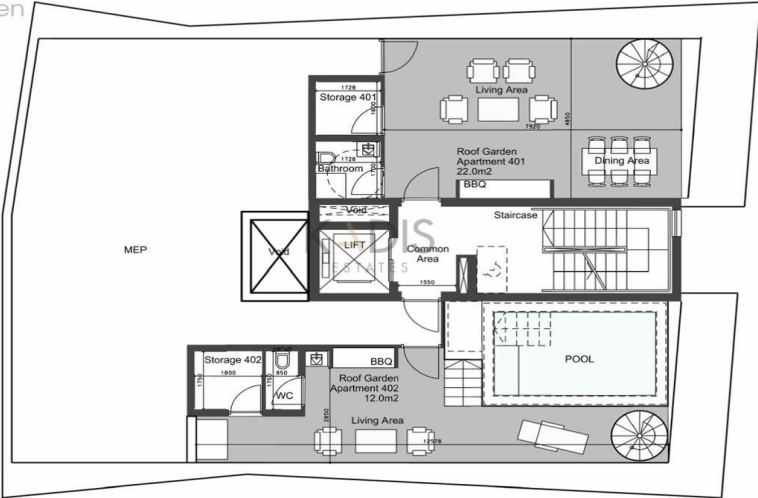 en
1728
Storage 401
1600
Living Area
7920
4850
1728
Bathroom
1700
Roof Garden
Apartment 401
22.0m2
BBQ
Dining Area
Void
Staircase
KADIS
ESTATES
LIFT
Common
Area
1550
MEP
Void
POOL
Storage 402
1800
1750
850
1750
WC
BBQ
Roof Garden
Apartment 402
12.0m2
2850
Living Area
12578